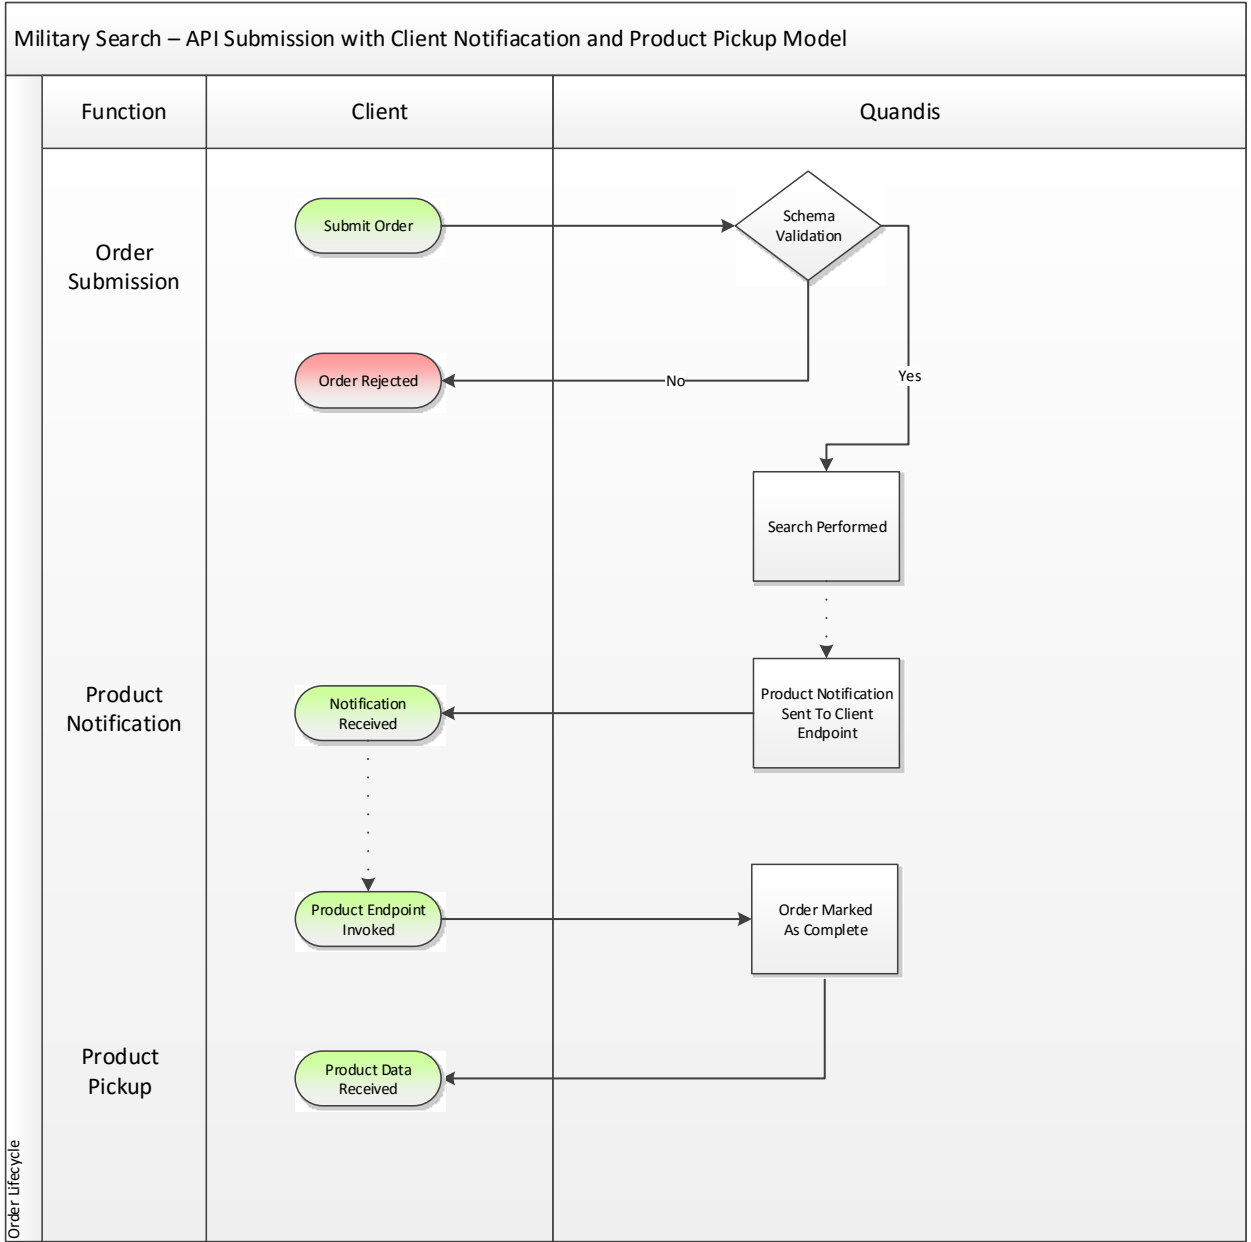 Military Search – API Submission with Client Notifiacation and Product Pickup Model
Function
Client
Quandis
Order
Submission
Submit Order
Schema
Validation
Order Rejected
No
Yes
Search Performed
Product
Notification
Notification
Received
Product Notification
Sent To Client
Endpoint
Product Endpoint
Invoked
Order Marked
As Complete
Product
Pickup
Product Data
Received
Order Lifecycle